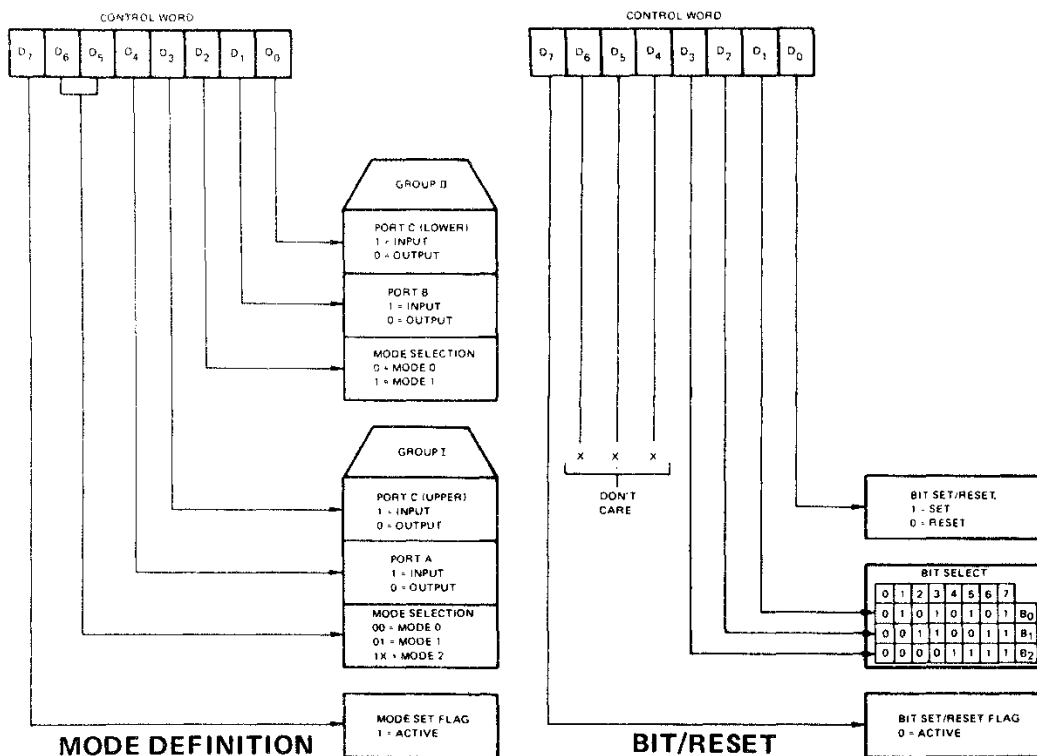 CONTROL WORD
D7 D6 D5 D4 D3 D2 D1 D0
GROUP II
PORT C (LOWER)
1 = INPUT
0 = OUTPUT
PORT B
1 = INPUT
0 = OUTPUT
MODE SELECTION
0 = MODE 0
1 = MODE 1
GROUP I
PORT C (UPPER)
1 = INPUT
0 = OUTPUT
PORT A
1 = INPUT
0 = OUTPUT
MODE SELECTION
00 = MODE 0
01 = MODE 1
1X = MODE 2
MODE SET FLAG
1 = ACTIVE
MODE DEFINITION
CONTROL WORD
D7 D6 D5 D4 D3 D2 D1 D0
X X X
DON'T
CARE
BIT SET/RESET
1 = SET
0 = RESET
BIT SELECT
0 1 2 3 4 5 6 7
0 1 0 1 0 1 0 1 B0
0 0 1 1 0 0 1 1 B1
0 0 0 0 1 1 1 1 B2
BIT SET/RESET FLAG
0 = ACTIVE
BIT/RESET